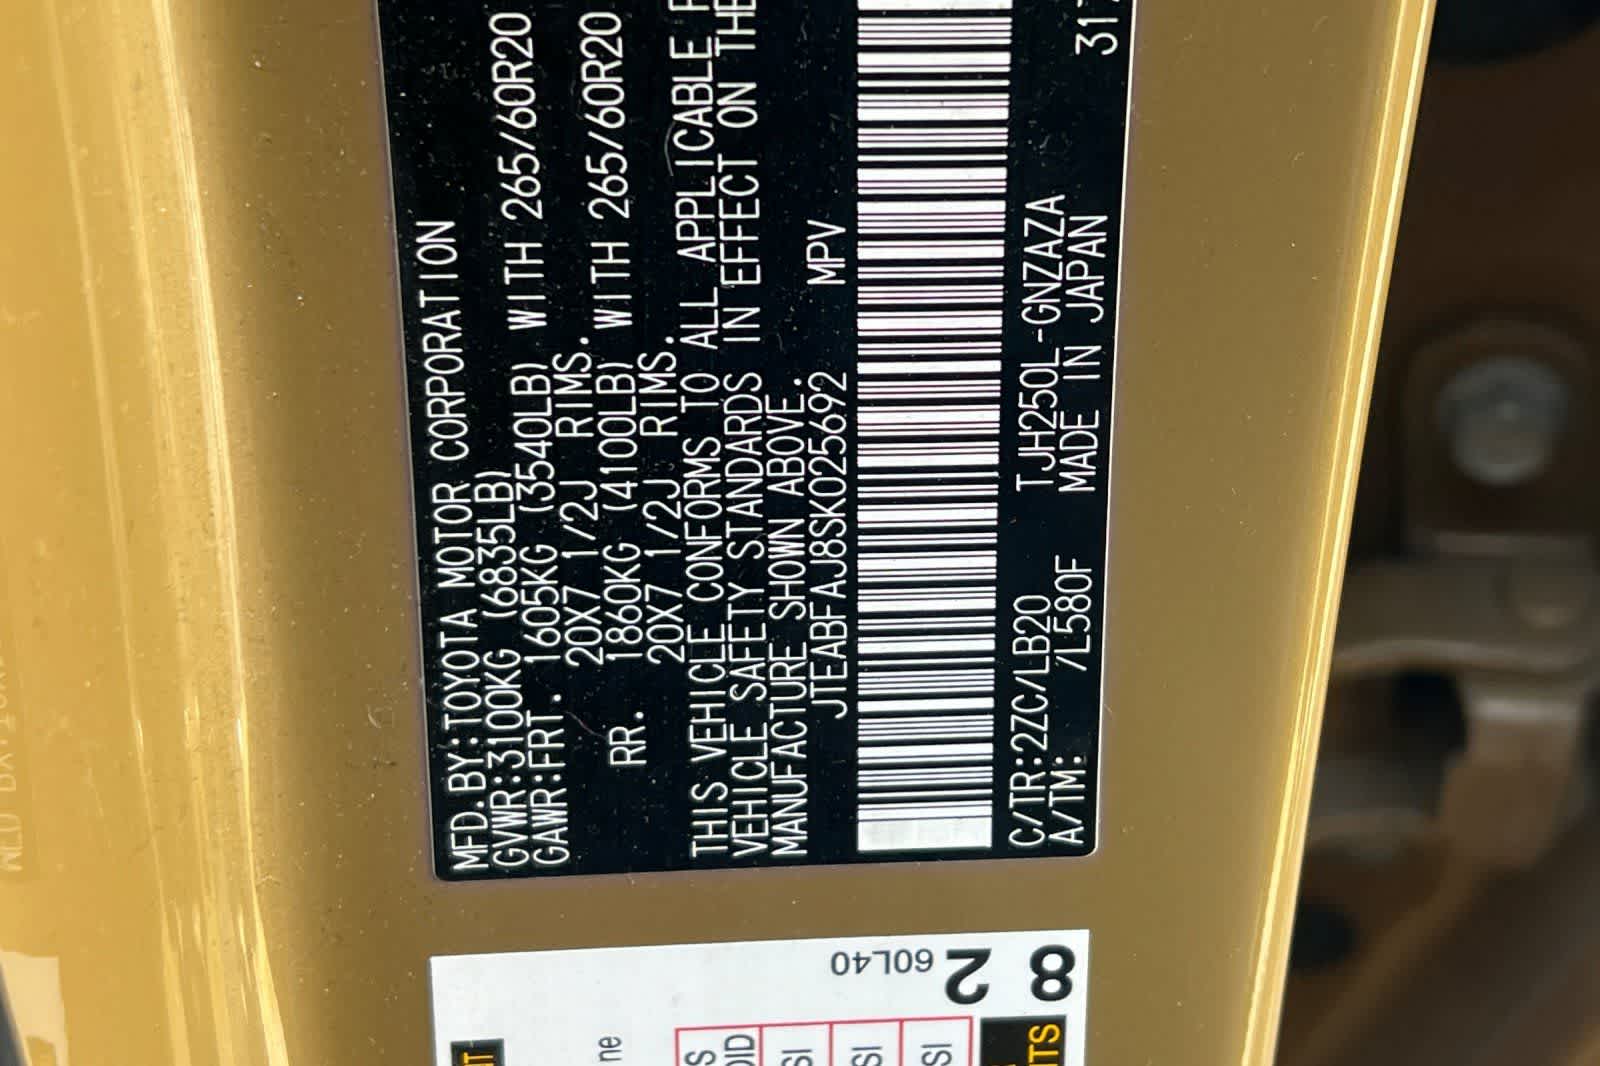 MFD.BY:TOYOTA MOTOR CORPORATION
GVWR:3100KG (6835LB)
GAWR:FRT. 1605KG (3540LB) WITH 265/60R20
20X7 1/2J RIMS.
RR. 1860KG (4100LB) WITH 265/60R20
20X7 1/2J RIMS.
THIS VEHICLE CONFORMS TO ALL APPLICABLE
VEHICLE SAFETY STANDARDS IN EFFECT ON THE
MANUFACTURE SHOWN ABOVE.
JTEABFAJ8SK025692 MPV
C/TR:2ZC/LB20 TJH250L-GNZAZA
A/TM: /L580F MADE IN JAPAN 317
60L40
2
8